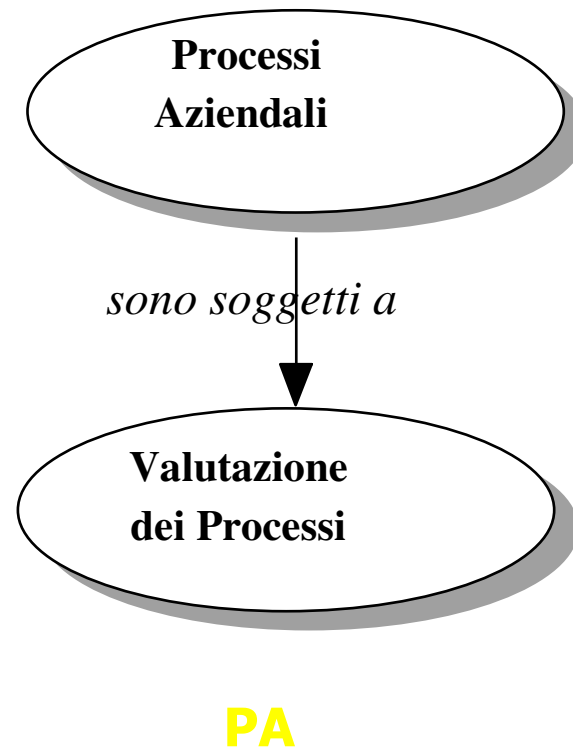 Processi
Aziendali
sono soggetti a
Valutazione
dei Processi
PA